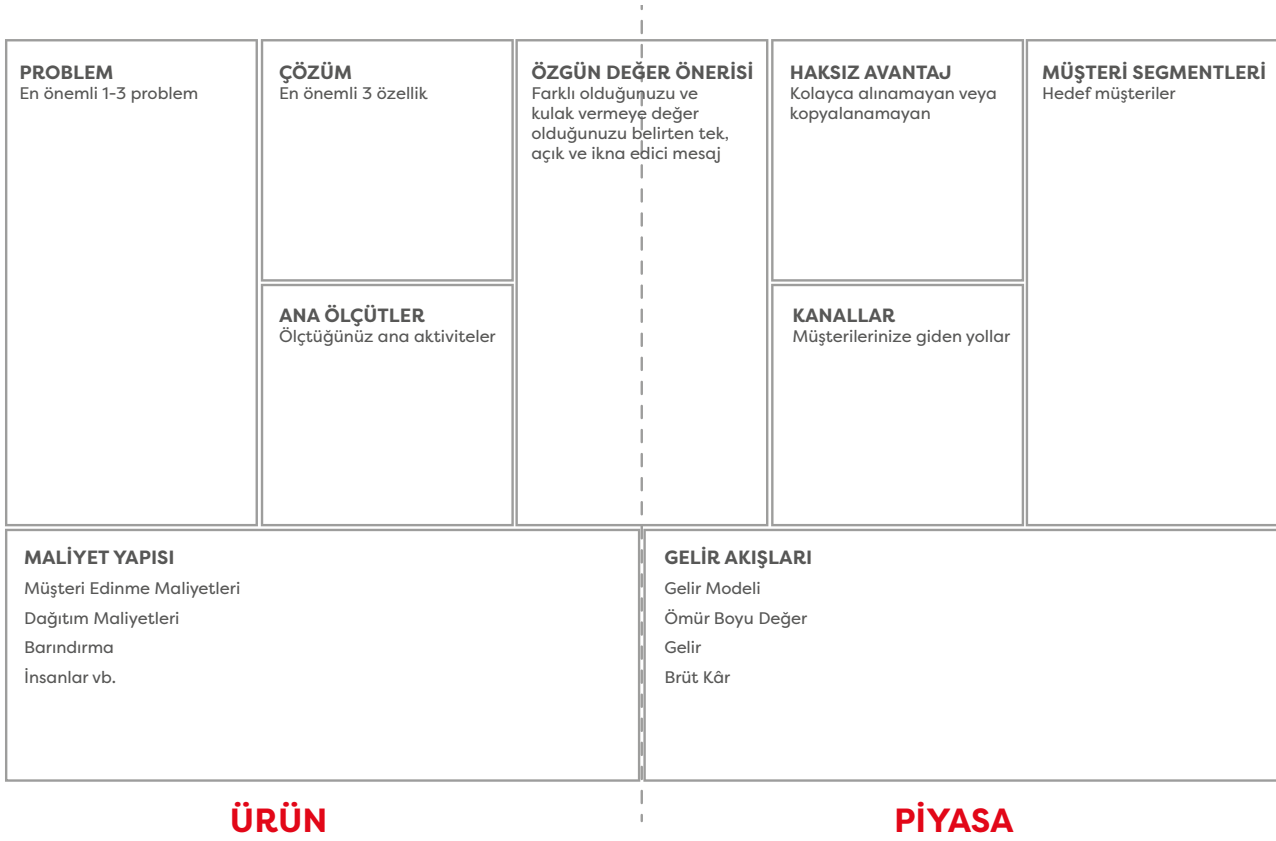 PROBLEM
En önemli 1-3 problem
ÇÖZÜM
En önemli 3 özellik
ANA ÖLÇÜTLER
Ölçtüğünüz ana aktiviteler
ÖZGÜN DEĞER ÖNERİSİ
Farklı olduğunuzu ve
kulak vermeye değer
olduğunuzu belirten tek,
açık ve ikna edici mesaj
HAKSIZ AVANTAJ
Kolayca alınamayan veya
kopyalanamayan
KANALLAR
Müşterilerinize giden yollar
MÜŞTERİ SEGMENTLERİ
Hedef müşteriler
MALİYET YAPISI
Müşteri Edinme Maliyetleri
Dağıtım Maliyetleri
Barındırma
İnsanlar vb.
GELİR AKIŞLARI
Gelir Modeli
Ömür Boyu Değer
Gelir
Brüt Kâr
ÜRÜN
PİYASA